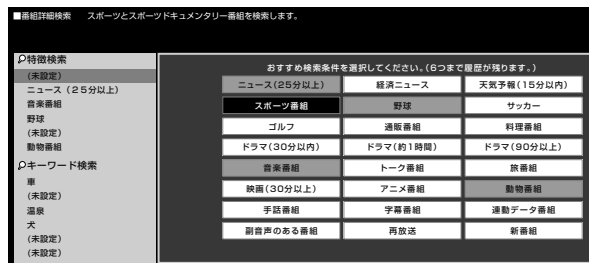 ■番組詳細検索 スポーツとスポーツドキュメンタリー番組を検索します。
特徴検索
(未設定)
ニュース(25分以上)
音楽番組
野球
(未設定)
動物番組
キーワード検索
車
(未設定)
温泉
犬
(未設定)
(未設定)
おすすめ検索条件を選択してください。(6つまで履歴が残ります。)
ニュース(25分以上) 経済ニュース 天気予報(15分以内)
スポーツ番組 野球 サッカー
ゴルフ 通販番組 料理番組
ドラマ(30分以内) ドラマ(約1時間) ドラマ(90分以上)
音楽番組 トーク番組 旅番組
映画(30分以上) アニメ番組 動物番組
手話番組 字幕番組 連動データ番組
副音声のある番組 再放送 新番組